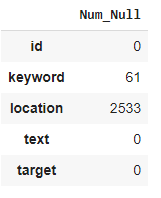 Num_Null
id 0
keyword 61
location 2533
text 0
target 0